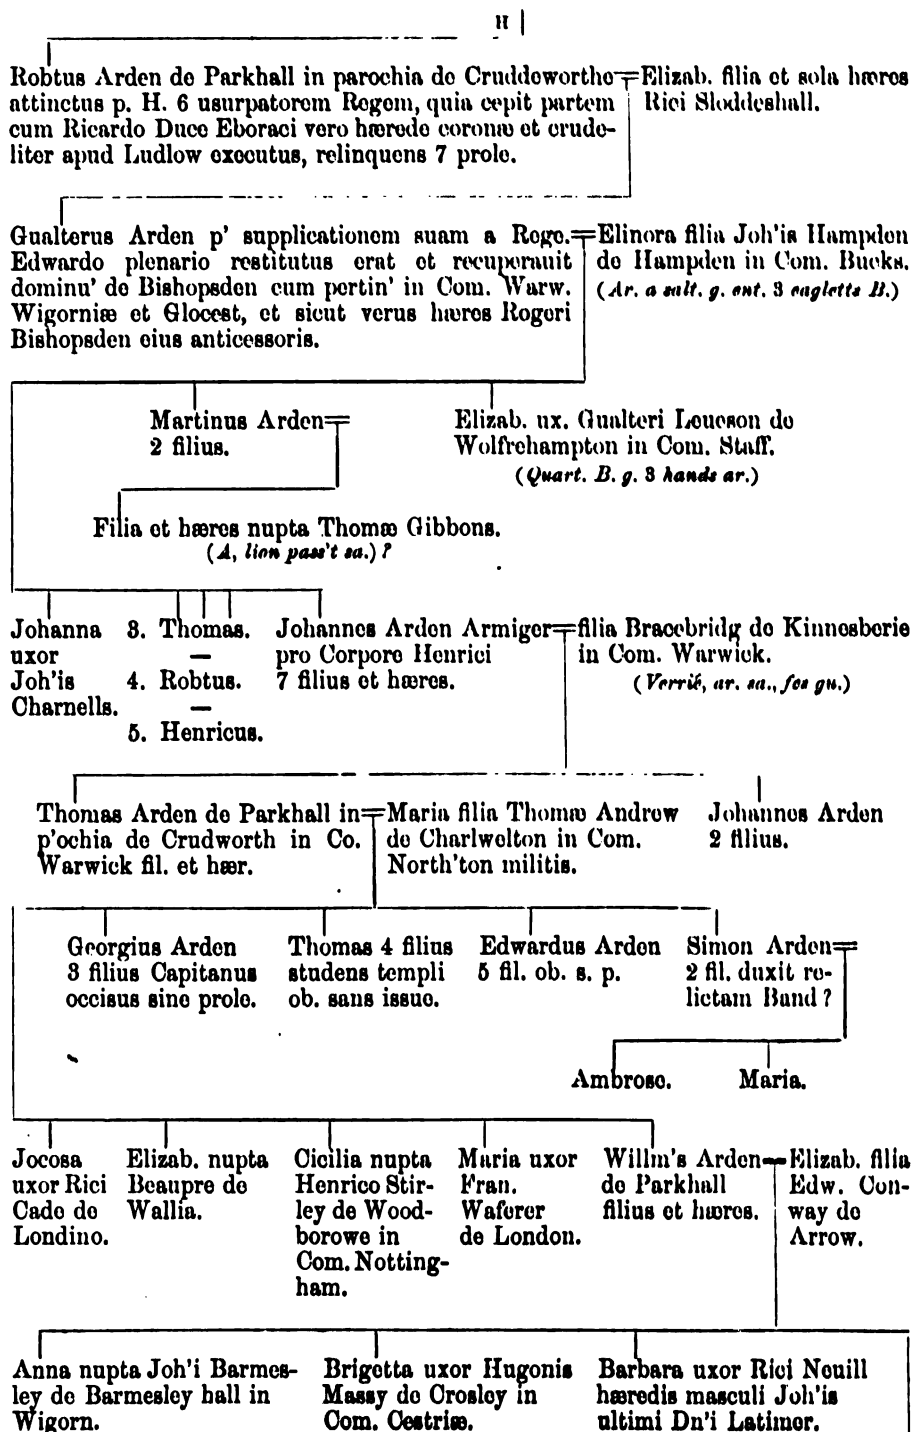 H
Robtus Arden de Parkhall in parochia de Cruddeworthe=Elizab. filia et sola hæres
attinctus p. H. 6 usurpatorem Regem, quia cepit partem Rici Sloddeshall.
cum Ricardo Duce Eboraci vero hærede coronæ et crude-
liter apud Ludlow executus, relinquens 7 prole.
Gualterus Arden p' supplicationem suam a Rege.=Elinora filia Joh'is Hampden
Edwardo plenario restitutus erat et recuperauit de Hampden in Com. Bucks.
dominu' de Bishopsden cum pertin' in Com. Warw. (Ar. a salt. g. ent. 3 eagletts B.)
Wigorniæ et Glocest, et sicut verus hæres Rogeri
Bishopsden eius anticessoris.
Martinus Arden= Elizab. ux. Gualteri Loueson de
2 filius. Wolfrehampton in Com. Staff.
(Quart. B. g. 3 hands ar.)
Filia et hæres nupta Thomæ Gibbons.
(A, lion pass't sa.) ?
Johanna 3. Thomas. Johannes Arden Armiger=filia Bracebridg de Kinnesberie
uxor — pro Corpore Henrici in Com. Warwick.
Joh'is 4. Robtus. 7 filius et hæres. (Verrié, ar. sa., fes gu.)
Charnells. —
5. Henricus.
Thomas Arden de Parkhall in=Maria filia Thomæ Andrew Johannes Arden
p'ochia de Crudworth in Co. de Charlwelton in Com. 2 filius.
Warwick fil. et hær. North'ton militis.
Georgius Arden Thomas 4 filius Edwardus Arden Simon Arden=
3 filius Capitanus studens templi 5 fil. ob. s. p. 2 fil. duxit re-
occisus sine prole. ob. sans issue. lictam Bund ?
Ambrose. Maria.
Jocosa Elizab. nupta Cicilia nupta Maria uxor Willm's Arden=Elizab. filia
uxor Rici Beaupre de Henrico Stir- Fran. de Parkhall Edw. Con-
Cade de Wallia. ley de Wood- Waferer filius et hæres. way de
Londino. borowe in de London. Arrow.
Com. Notting-
ham.
Anna nupta Joh'i Barmes- Brigetta uxor Hugonis Barbara uxor Rici Neuill
ley de Barmesley hall in Massy de Crosley in hæredis masculi Joh'is
Wigorn. Com. Cestriæ. ultimi Dn'i Latimer.